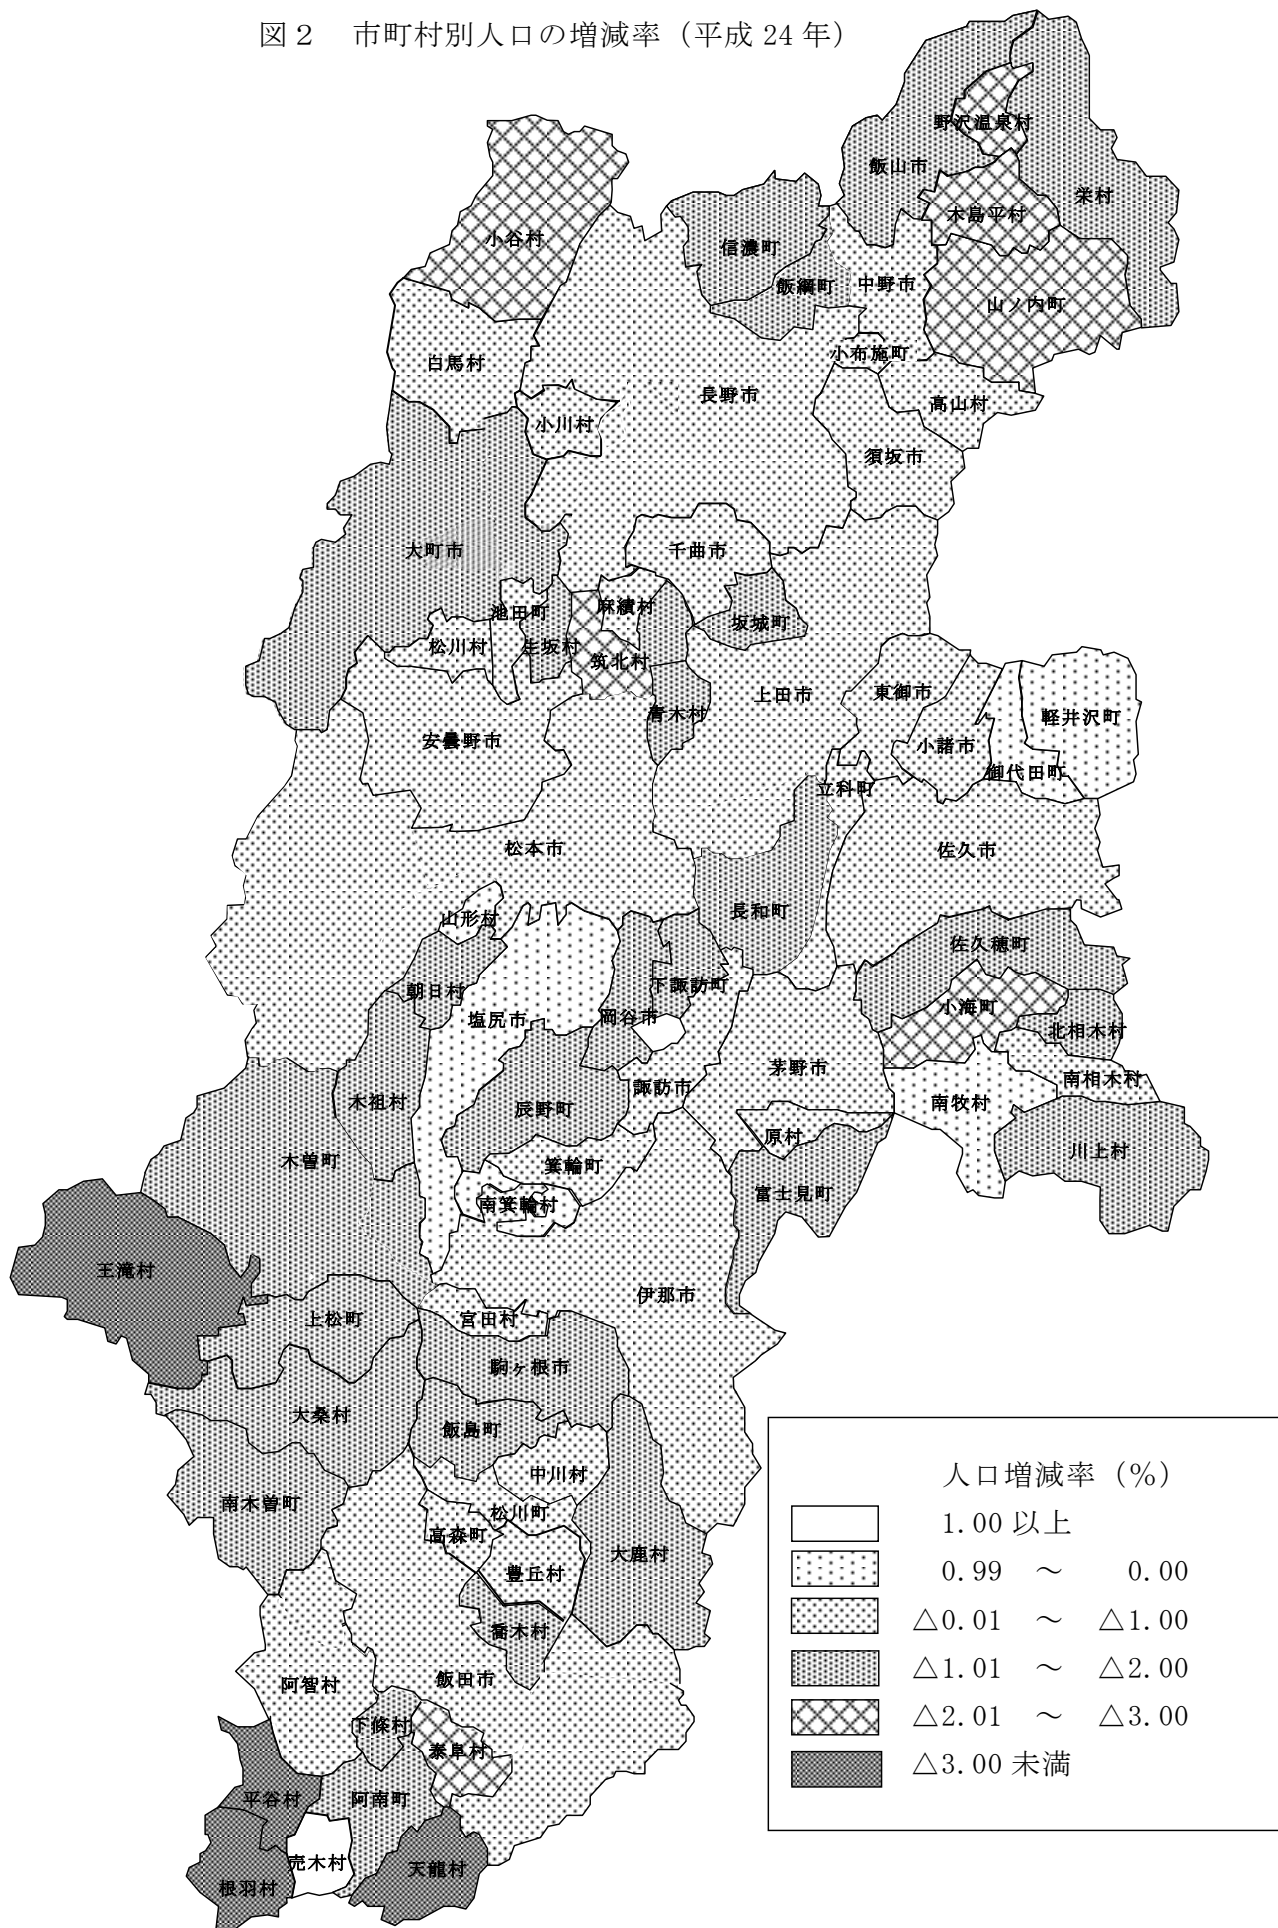 図２　市町村別人口の増減率（平成 24 年）
野沢温泉村
飯山市
栄村
木島平村
小谷村
信濃町
飯綱町
中野市
山ノ内町
小布施町
白馬村
長野市
高山村
小川村
須坂市
大町市
千曲市
麻績村
池田町
坂城町
松川村
生坂村
筑北村
上田市
東御市
青木村
軽井沢町
安曇野市
小諸市
御代田町
立科町
松本市
佐久市
長和町
山形村
佐久穂町
朝日村
下諏訪町
小海町
塩尻市
岡谷市
北相木村
茅野市
南相木村
諏訪市
木祖村
南牧村
辰野町
原村
川上村
木曽町
箕輪町
富士見町
南箕輪村
王滝村
伊那市
上松町
宮田村
駒ヶ根市
大桑村
飯島町
中川村
南木曽町
松川町
高森町
大鹿村
豊丘村
喬木村
飯田市
阿智村
下條村
泰阜村
平谷村
阿南町
売木村
天龍村
根羽村
人口増減率（%）
1.00 以上
0.99　～　0.00
△0.01　～　△1.00
△1.01　～　△2.00
△2.01　～　△3.00
△3.00 未満